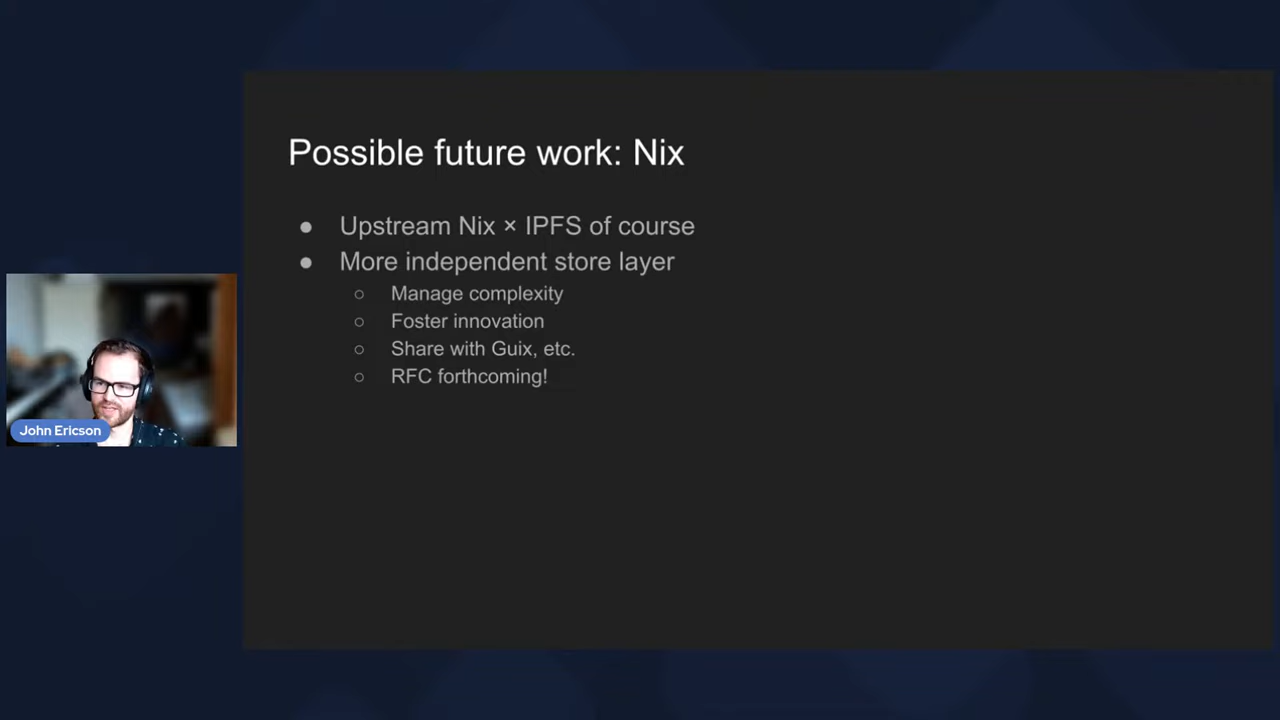 Possible future work: Nix
● Upstream Nix × IPFS of course
● More independent store layer
○ Manage complexity
○ Foster innovation
○ Share with Guix, etc.
○ RFC forthcoming!
John Ericson